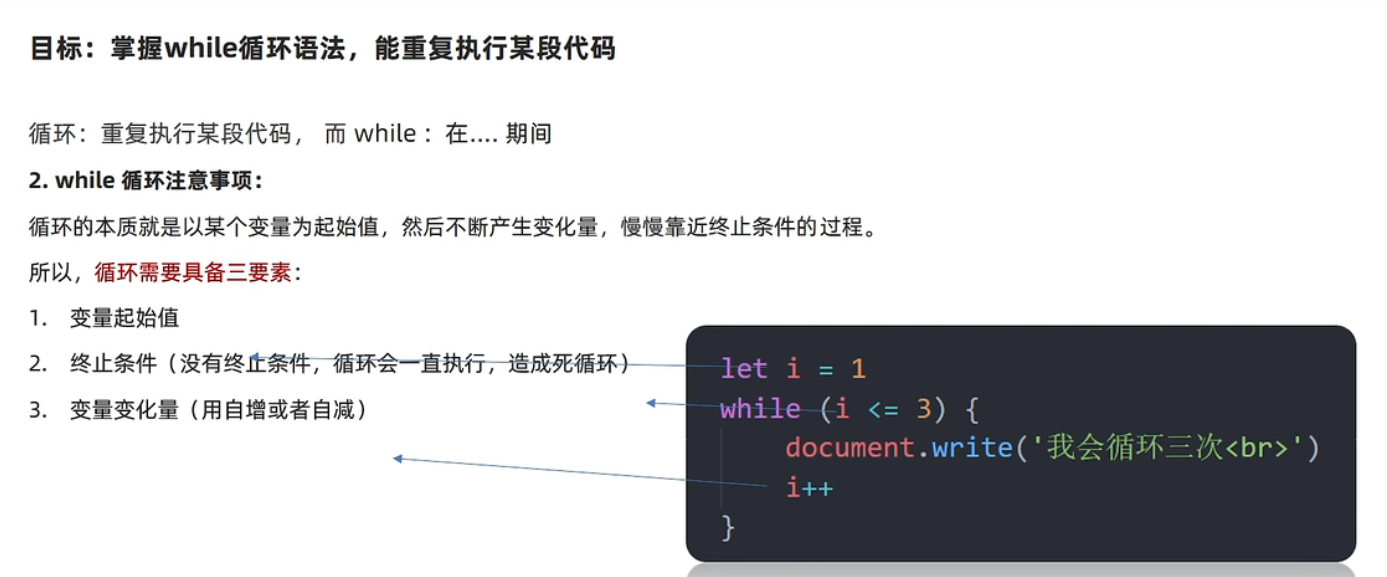 目标：掌握while循环语法，能重复执行某段代码
循环：重复执行某段代码， 而 while ：在.... 期间
2. while 循环注意事项：
循环的本质就是以某个变量为起始值，然后不断产生变化量，慢慢靠近终止条件的过程。
所以，循环需要具备三要素：
1. 变量起始值
2. 终止条件（没有终止条件，循环会一直执行，造成死循环）
3. 变量变化量（用自增或者自减）
let i = 1
while (i <= 3) {
document.write('我会循环三次<br>')
i++
}